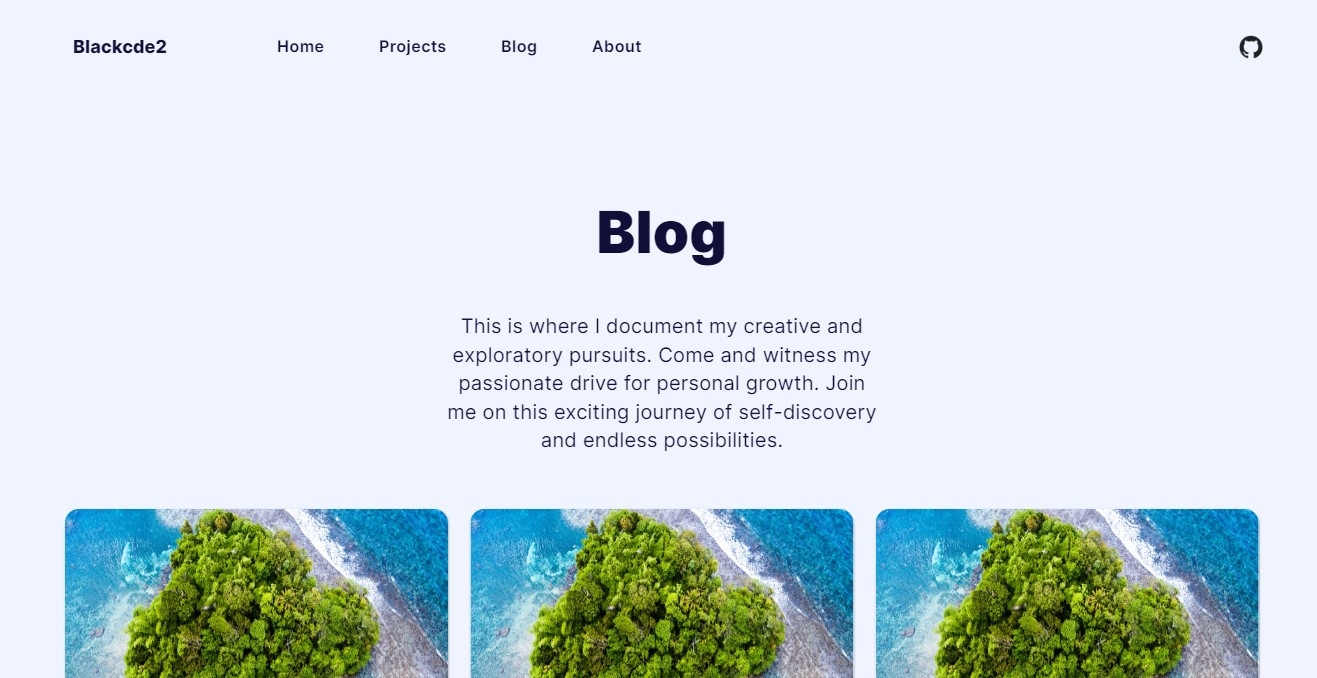 Blackcde2
Home Projects Blog About
Blog
This is where I document my creative and
exploratory pursuits. Come and witness my
passionate drive for personal growth. Join
me on this exciting journey of self-discovery
and endless possibilities.